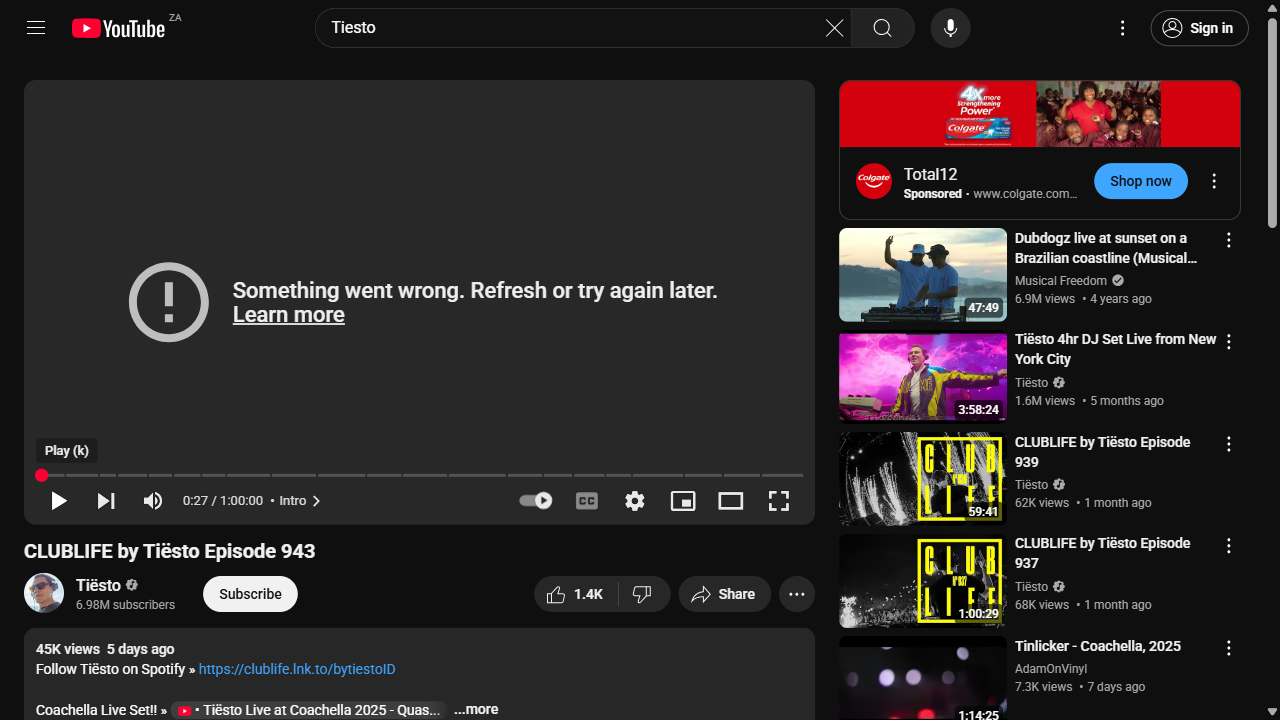 YouTube ZA
Tiesto
Sign in
Something went wrong. Refresh or try again later.
Learn more
Play (k)
0:27 / 1:00:00 • Intro
CC
CLUBLIFE by Tiësto Episode 943
Tiësto
6.98M subscribers
Subscribe
1.4K
Share
45K views 5 days ago
Follow Tiësto on Spotify » https://clublife.lnk.to/bytiestoID
Coachella Live Set!! » • Tiësto Live at Coachella 2025 - Quas... ...more
4x more
Strengthening
Power
Colgate
Colgate
Total12
Sponsored · www.colgate.com...
Shop now
47:49
Dubdogz live at sunset on a
Brazilian coastline (Musical...
Musical Freedom
6.9M views • 4 years ago
3:58:24
Tiësto 4hr DJ Set Live from New
York City
Tiësto
1.6M views • 5 months ago
CLUB
LIFE
59:41
CLUBLIFE by Tiësto Episode
939
Tiësto
62K views • 1 month ago
CLUB
N°937
LIFE
1:00:29
CLUBLIFE by Tiësto Episode
937
Tiësto
68K views • 1 month ago
1:14:25
Tinlicker - Coachella, 2025
AdamOnVinyl
7.3K views • 7 days ago